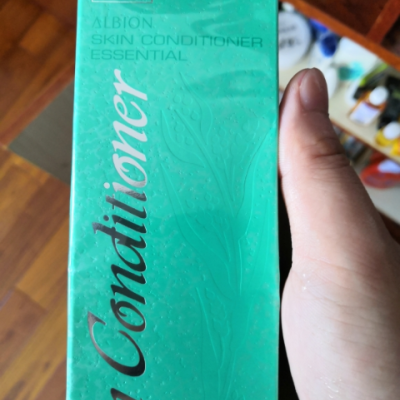 ALBION
SKIN CONDITIONER
ESSENTIAL
Conditioner